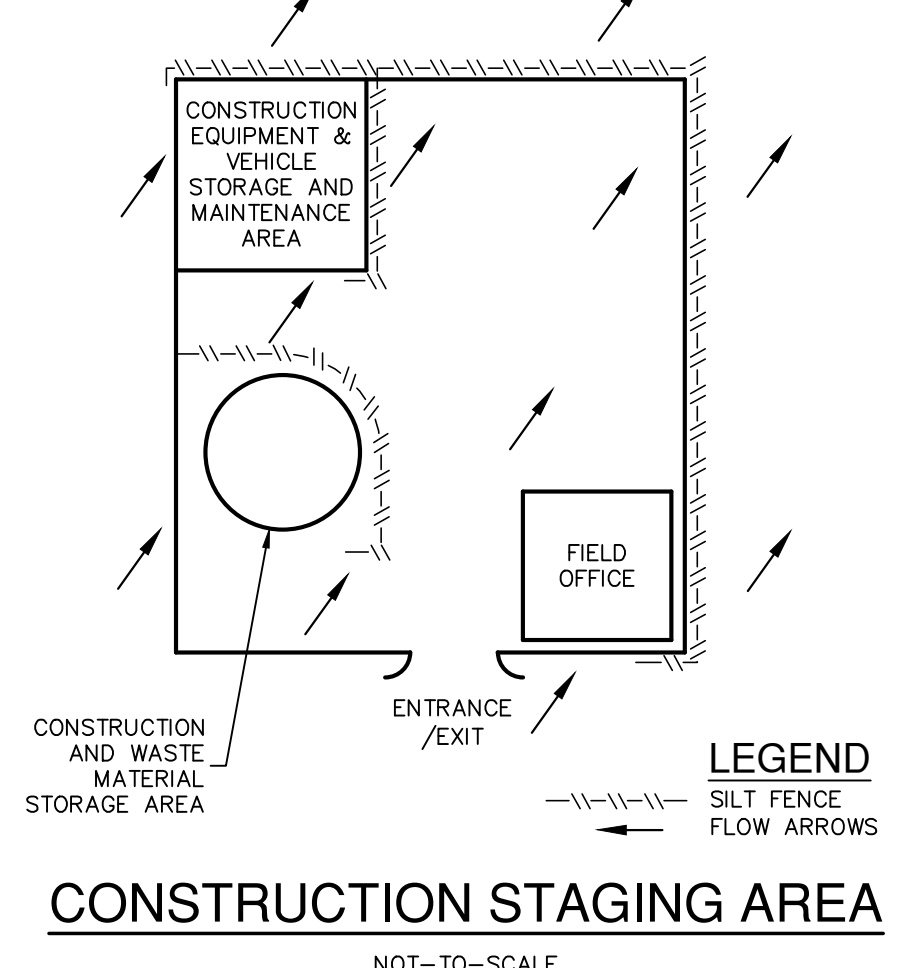 CONSTRUCTION
EQUIPMENT &
VEHICLE
STORAGE AND
MAINTENANCE
AREA
FIELD
OFFICE
ENTRANCE
/EXIT
CONSTRUCTION
AND WASTE
MATERIAL
STORAGE AREA
LEGEND
SILT FENCE
FLOW ARROWS
CONSTRUCTION STAGING AREA
NOT-TO-SCALE